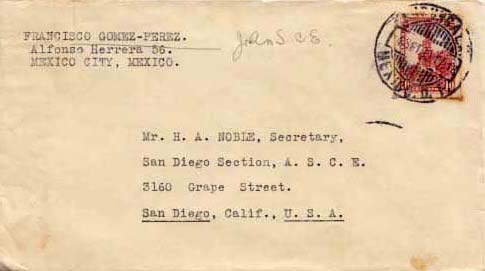 FRANCISCO GOMEZ-PEREZ.
Alfonso Herrera 56.
MEXICO CITY, MEXICO.
Mr. H. A. NOBLE, Secretary,
San Diego Section, A. S. C. E.
3160 Grape Street.
San Diego, Calif., U. S. A.